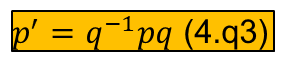 p′ = q⁻¹pq (4.q3)